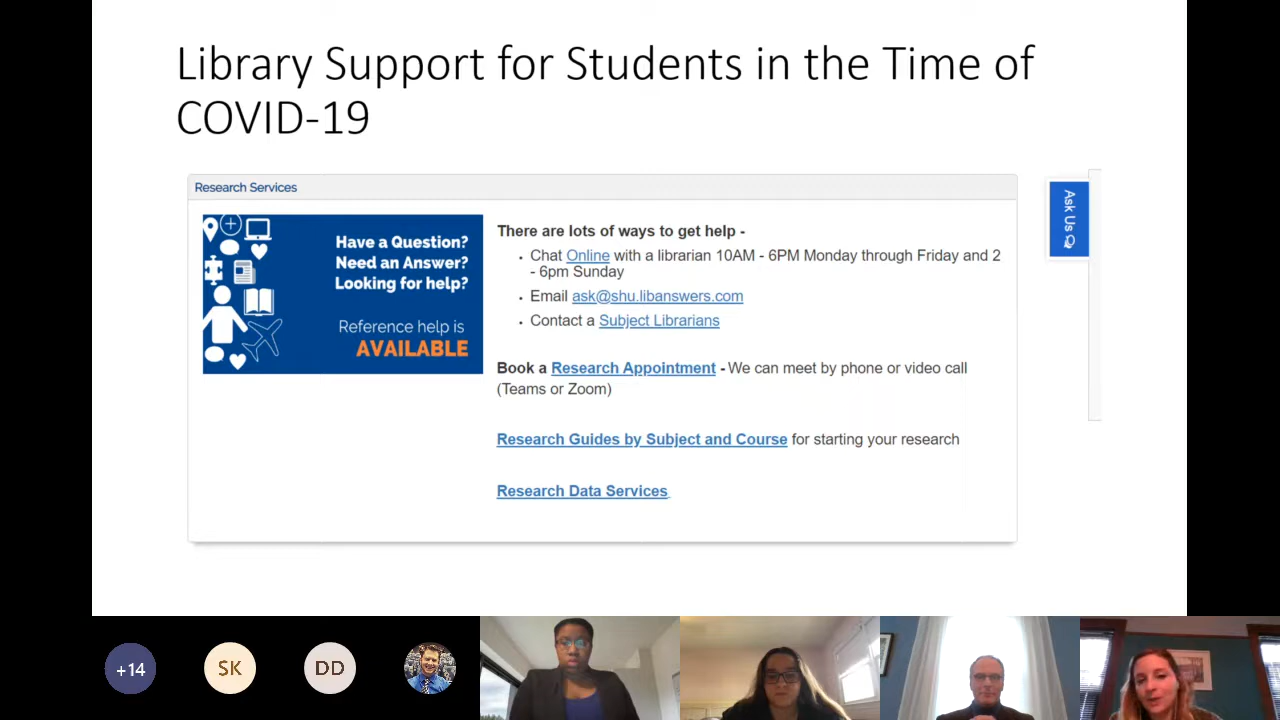 Library Support for Students in the Time of
COVID-19
Research Services
Have a Question?
Need an Answer?
Looking for help?
Reference help is
AVAILABLE
There are lots of ways to get help -
Chat Online with a librarian 10AM - 6PM Monday through Friday and 2
- 6pm Sunday
Email ask@shu.libanswers.com
Contact a Subject Librarians
Book a Research Appointment - We can meet by phone or video call
(Teams or Zoom)
Research Guides by Subject and Course for starting your research
Research Data Services
Ask Us
+14
SK
DD